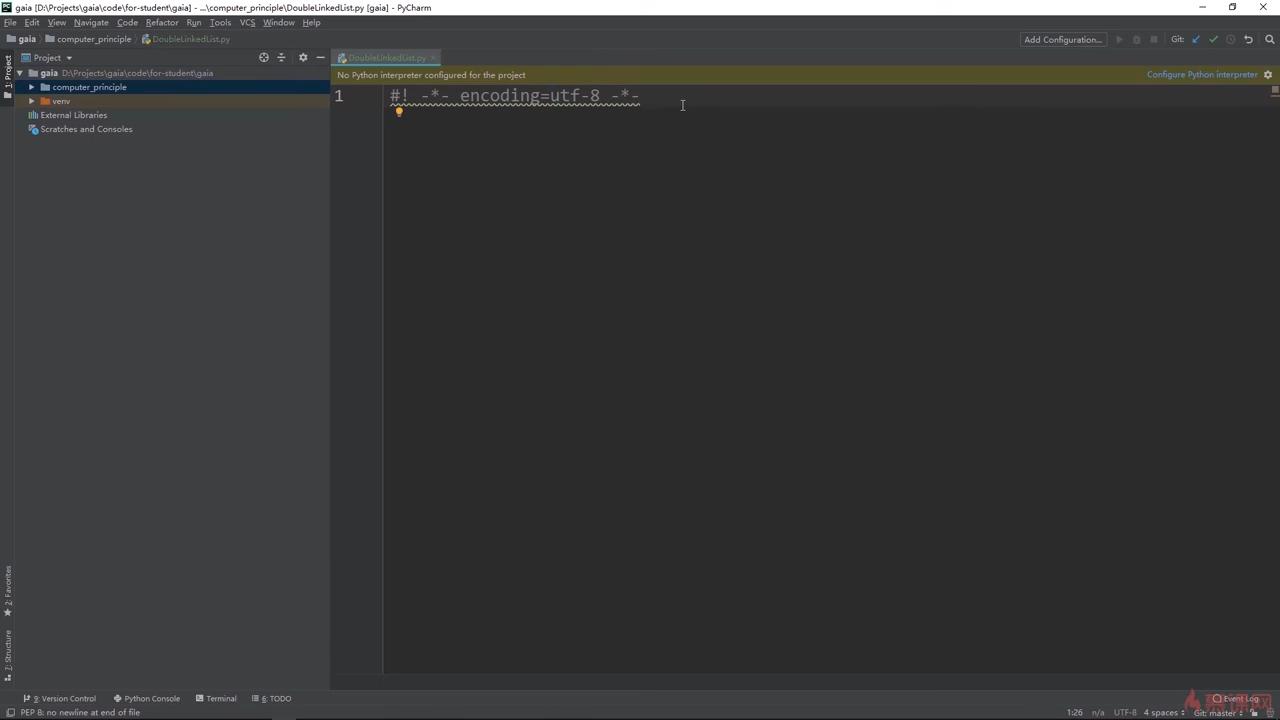 gaia [D:\Projects\gaia\code\for-student\gaia] - ...\computer_principle\DoubleLinkedList.py [gaia] - PyCharm
File Edit View Navigate Code Refactor Run Tools VCS Window Help
gaia computer_principle DoubleLinkedList.py Add Configuration... Git:
1: Project
Project
DoubleLinkedList.py
gaia D:\Projects\gaia\code\for-student\gaia
No Python interpreter configured for the project Configure Python interpreter
computer_principle
1 #! -*- encoding=utf-8 -*-
venv
External Libraries
Scratches and Consoles
2: Favorites
7: Structure
9: Version Control Python Console Terminal 6: TODO Event Log
PEP 8: no newline at end of file 1:26 n/a UTF-8 4 spaces Git: master